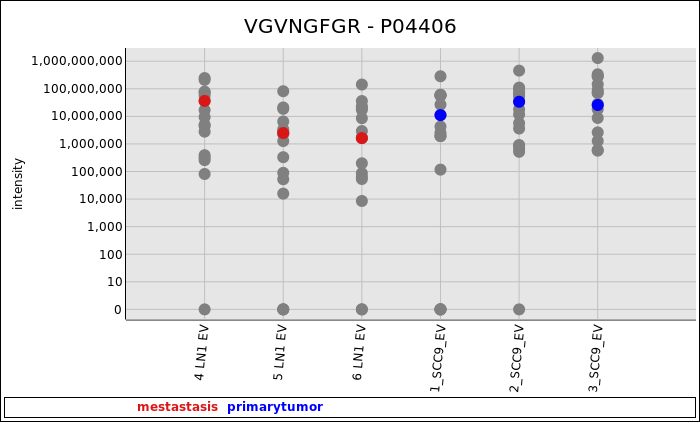 VGVNGFGR - P04406
1,000,000,000
100,000,000
10,000,000
1,000,000
100,000
10,000
1,000
100
10
0
intensity
4 LN1 EV
5 LN1 EV
6 LN1 EV
1_SCC9_EV
2_SCC9_EV
3_SCC9_EV
mestastasis primarytumor